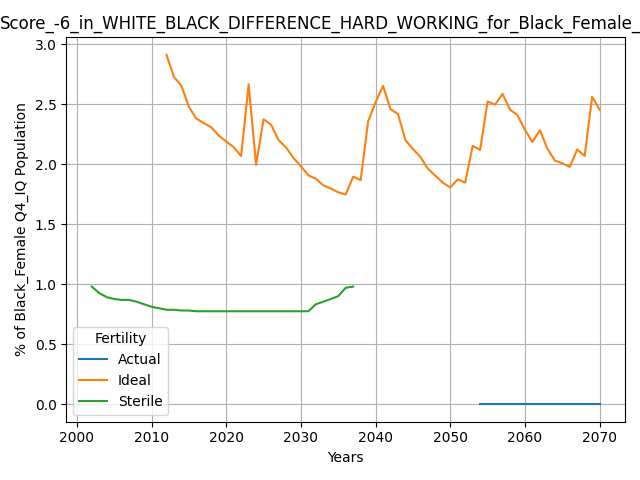 Score_-6_in_WHITE_BLACK_DIFFERENCE_HARD_WORKING_for_Black_Female_
3.0
2.5
2.0
1.5
1.0
0.5
0.0
% of Black_Female Q4_IQ Population
Fertility
Actual
Ideal
Sterile
2000 2010 2020 2030 2040 2050 2060 2070
Years